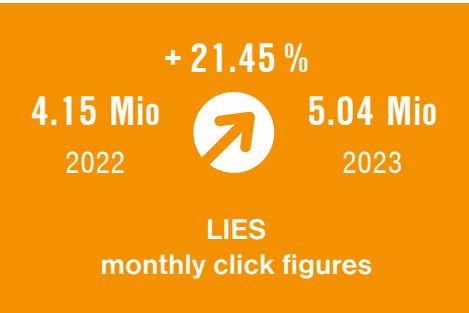 + 21.45 %
4.15 Mio 5.04 Mio
2022 2023
LIES
monthly click figures